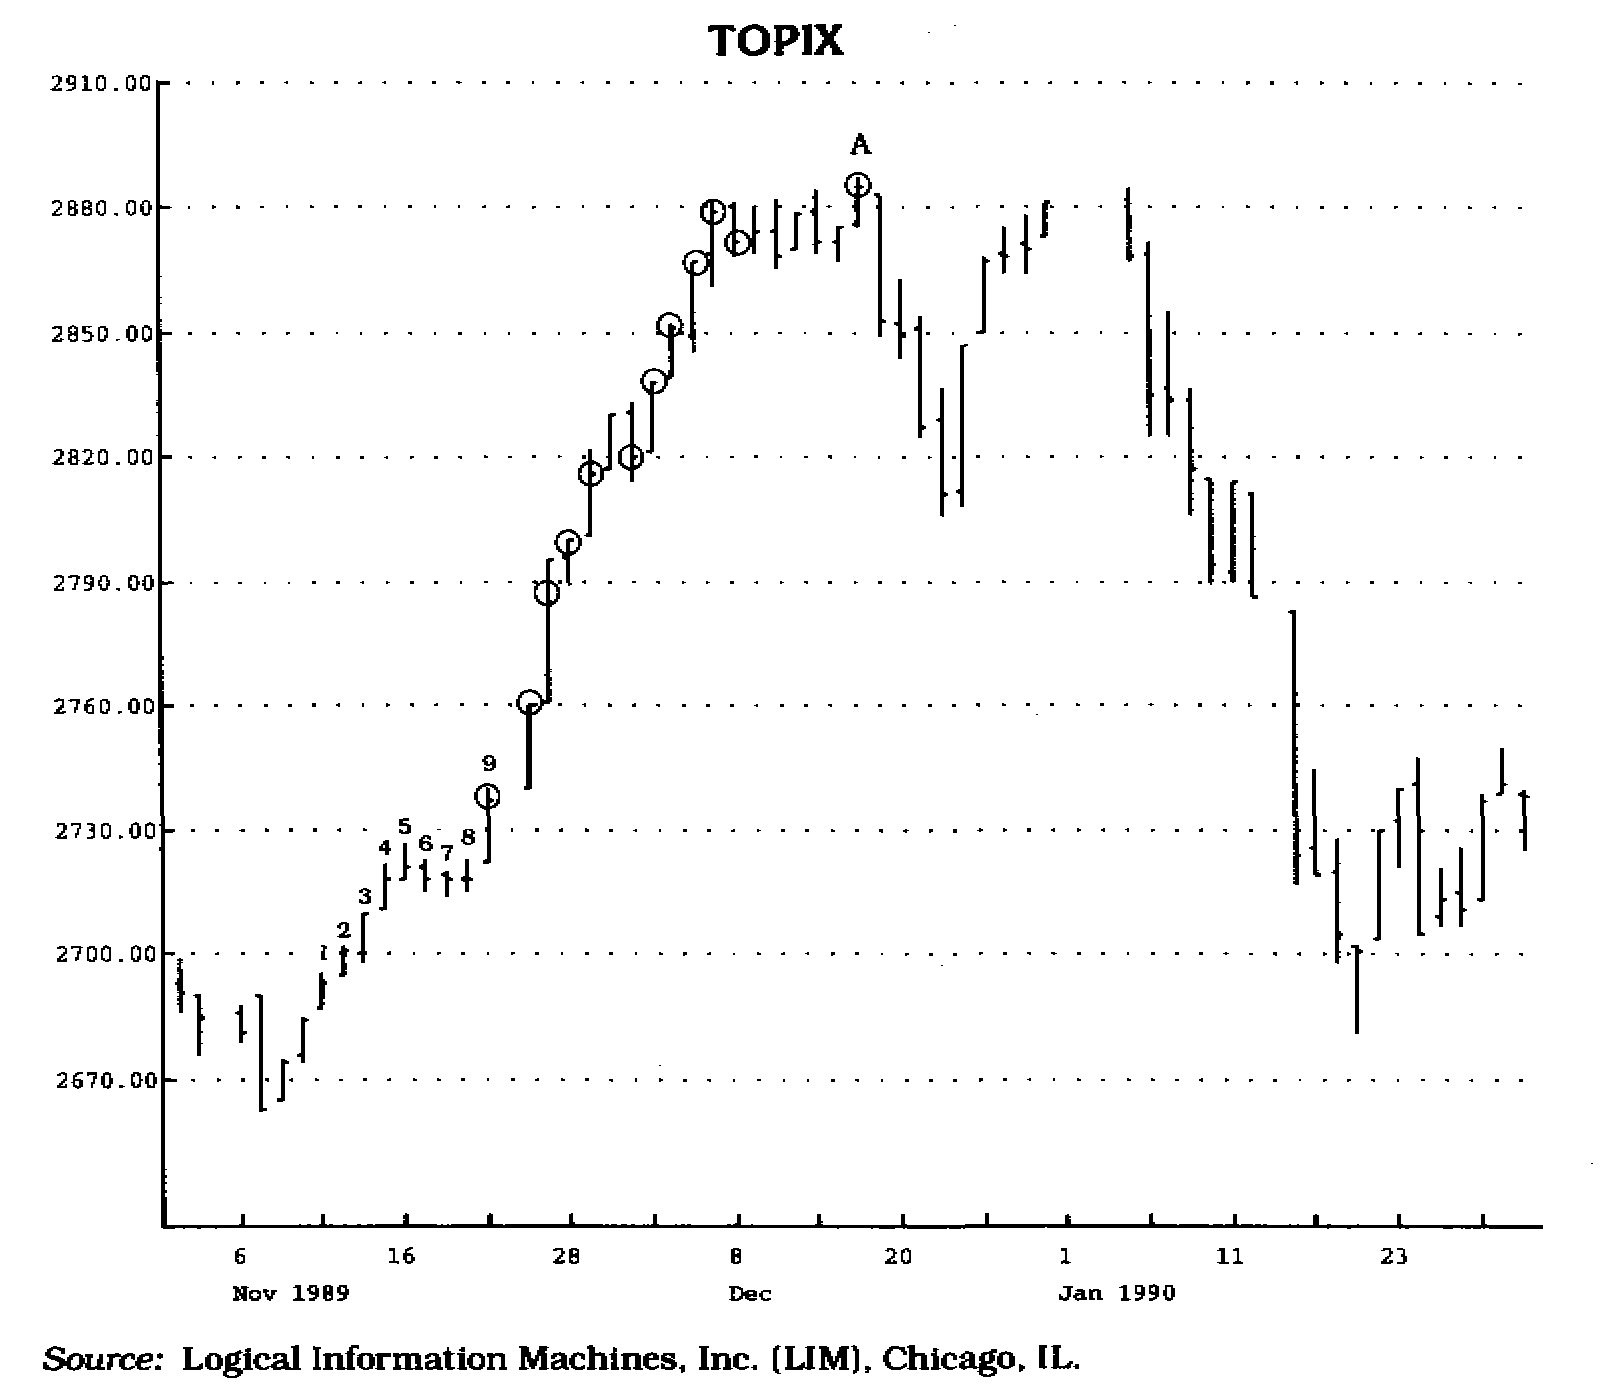 TOPIX
2910.00
A
2880.00
2850.00
2820.00
2790.00
2760.00
9
2730.00
5
8
4 6 7
3
2
1
2700.00
2670.00
6 16 28 8 20 1 11 23
Nov 1989 Dec Jan 1990
Source: Logical Information Machines, Inc. (LIM), Chicago, IL.